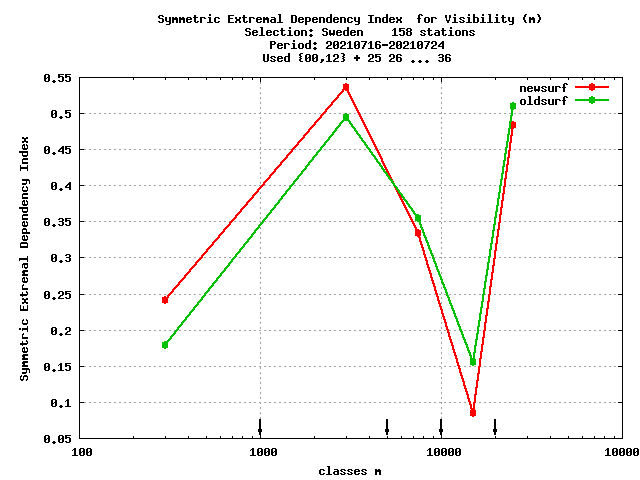 Symmetric Extremal Dependency Index  for Visibility (m)
Selection: Sweden    158 stations
Period: 20210716-20210724
Used {00,12} + 25 26 ... 36
newsurf
oldsurf
Symmetric Extremal Dependency Index
0.55
0.5
0.45
0.4
0.35
0.3
0.25
0.2
0.15
0.1
0.05
100
1000
10000
10000
classes m